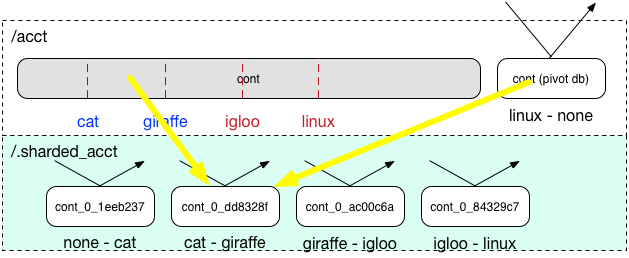 /acct
cont
cont (pivot db)
cat
giraffe
igloo
linux
linux - none
/.sharded_acct
cont_0_1eeb237
cont_0_dd8328f
cont_0_ac00c6a
cont_0_84329c7
none - cat
cat - giraffe
giraffe - igloo
igloo - linux